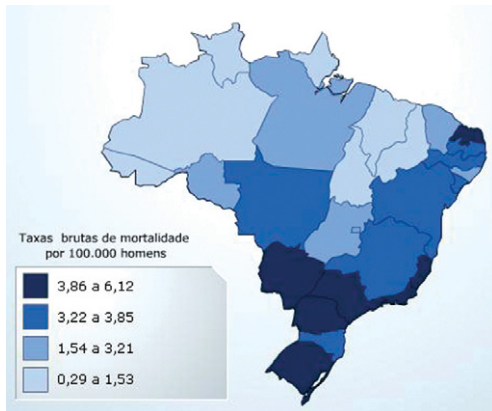 Taxas brutas de mortalidade
por 100.000 homens
3,86 a 6,12
3,22 a 3,85
1,54 a 3,21
0,29 a 1,53